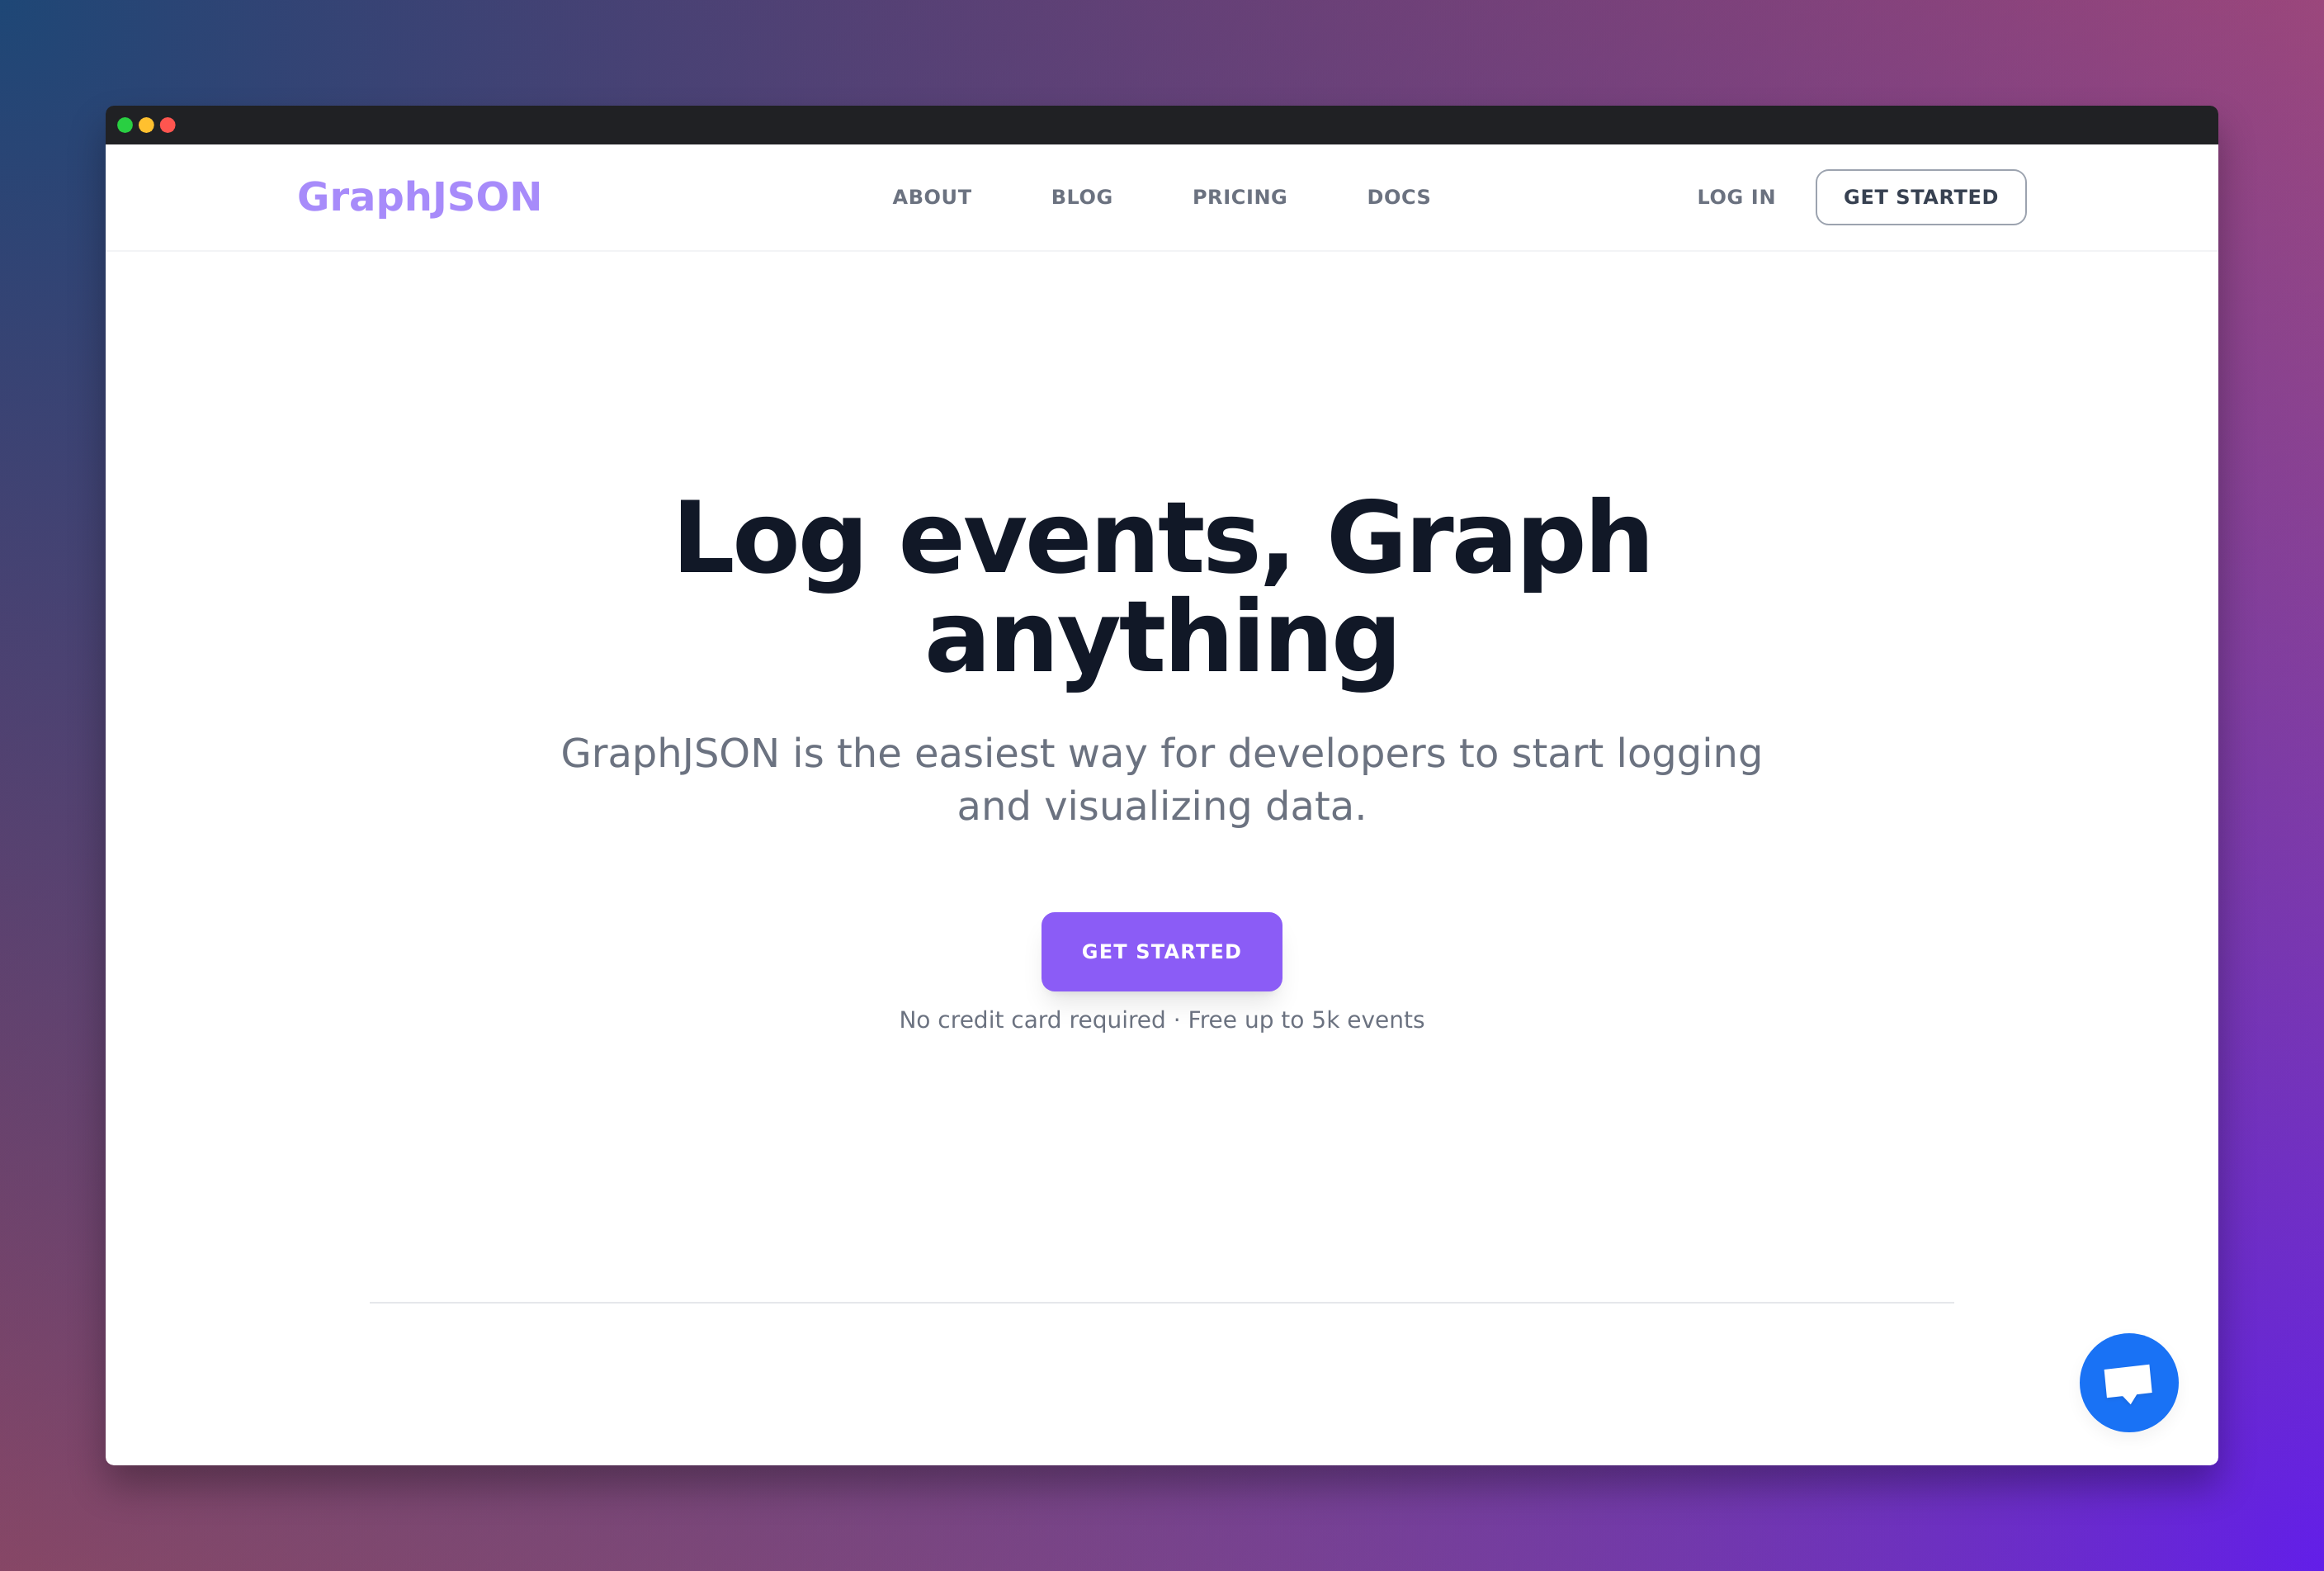 GraphJSON
ABOUT
BLOG
PRICING
DOCS
LOG IN
GET STARTED
Log events, Graph
anything
GraphJSON is the easiest way for developers to start logging
and visualizing data.
GET STARTED
No credit card required · Free up to 5k events